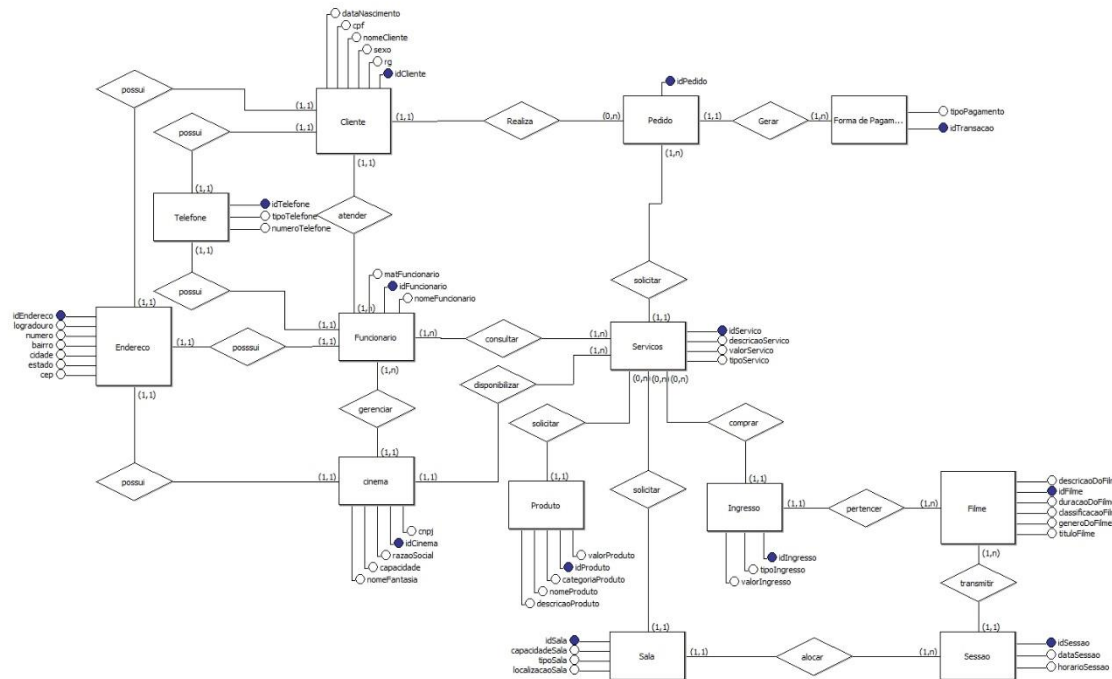 dataNascimento
cpf
nomeCliente
sexo
rg
idCliente
possui
(1,1)
Cliente
(1,1)
Realiza
(0,n)
idPedido
Pedido
(1,1)
Gerar
(1,n)
Forma de Pagam...
tipoPagamento
idTransacao
possui
(1,1)
(1,1)
(1,n)
(1,1)
Telefone
idTelefone
tipoTelefone
numeroTelefone
(1,1)
atender
possui
matFuncionario
idFuncionario
nomeFuncionario
solicitar
(1,1)
idEndereco
logradouro
numero
bairro
cidade
estado
cep
Endereco
(1,1)
posssui
(1,1)
(1,1)
(1,n)
Funcionario
(1,n)
consultar
(1,n)
(1,1)
Servicos
(1,n)
idServico
descricaoServico
valorServico
tipoServico
(1,1)
(1,n)
disponibilizar
(0,n)
(0,n)
(0,n)
gerenciar
solicitar
comprar
(1,1)
possui
(1,1)
cinema
(1,1)
(1,1)
Produto
solicitar
(1,1)
Ingresso
(1,1)
pertencer
(1,n)
Filme
descricaoDoFilm
idFilme
duracaoDoFilme
classificacaoFilm
generoDoFilme
tituloFilme
cnpj
idCinema
razaoSocial
capacidade
nomeFantasia
valorProduto
idProduto
categoriaProduto
nomeProduto
descricaoProduto
idIngresso
tipoIngresso
valorIngresso
(1,n)
transmitir
(1,1)
(1,1)
idSala
capacidadeSala
tipoSala
localizacaoSala
Sala
(1,1)
alocar
(1,n)
Sessao
idSessao
dataSessao
horarioSessao